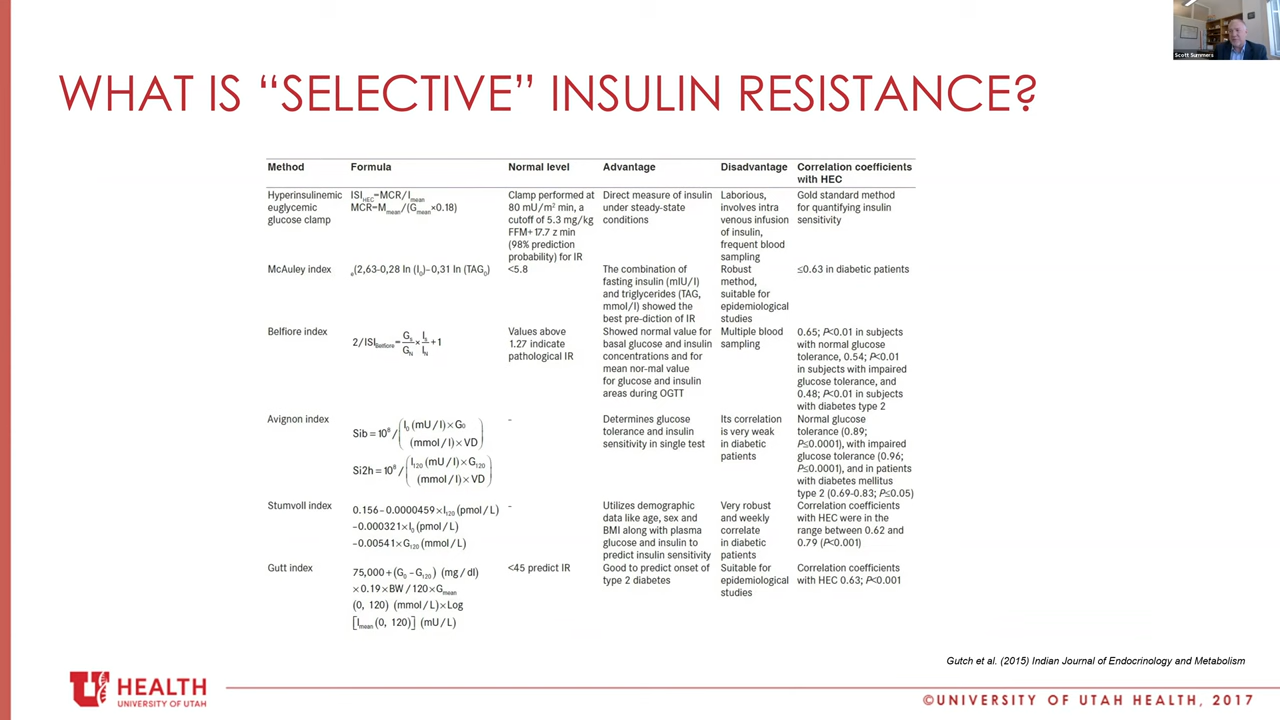 Scott Summers
WHAT IS “SELECTIVE” INSULIN RESISTANCE?
Method Formula Normal level Advantage Disadvantage Correlation coefficients
with HEC
Hyperinsulinemic
euglycemic
glucose clamp
ISI HEC=MCR/I mean
MCR=M mean/(G mean×0.18)
Clamp performed at
80 mU/m² min, a
cutoff of 5.3 mg/kg
FFM+17.7 z min
(98% prediction
probability) for IR
Direct measure of insulin
under steady-state
conditions
Laborious,
involves intra
venous infusion
of insulin,
frequent blood
sampling
Gold standard method
for quantifying insulin
sensitivity
McAuley index
e(2,63-0,28 ln (I0)-0,31 ln (TAG0)
<5.8
The combination of
fasting insulin (mIU/l)
and triglycerides (TAG,
mmol/l) showed the
best pre-diction of IR
Robust
method,
suitable for
epidemiological
studies
≤0.63 in diabetic patients
Belfiore index
2/ISI Belfiore=G S/G N×I S/I N+1
Values above
1.27 indicate
pathological IR
Showed normal value for
basal glucose and insulin
concentrations and for
mean nor-mal value
for glucose and insulin
areas during OGTT
Multiple blood
sampling
0.65; P<0.01 in subjects
with normal glucose
tolerance, 0.54; P<0.01
in subjects with impaired
glucose tolerance, and
0.48; P<0.01 in subjects
with diabetes type 2
Avignon index
Sib=10⁸/(I0(mU/l)×G0
(mmol/l)×VD)
Si2h=10⁸/(I120(mU/l)×G120
(mmol/l)×VD)
-
Determines glucose
tolerance and insulin
sensitivity in single test
Its correlation
is very weak
in diabetic
patients
Normal glucose
tolerance (0.89;
P≤0.0001), with impaired
glucose tolerance (0.96;
P≤0.0001), and in patients
with diabetes mellitus
type 2 (0.69-0.83; P≤0.05)
Stumvoll index
0.156-0.0000459×I120(pmol/L)
-0.000321×I0(pmol/L)
-0.00541×G120(mmol/L)
-
Utilizes demographic
data like age, sex and
BMI along with plasma
glucose and insulin to
predict insulin sensitivity
Very robust
and weekly
correlate
in diabetic
patients
Correlation coefficients
with HEC were in the
range between 0.62 and
0.79 (P<0.001)
Gutt index
75,000+(G0-G120) (mg/dl)
×0.19×BW/120×G mean
(0, 120) (mmol/L)×Log
[I mean(0, 120)] (mU/L)
<45 predict IR
Good to predict onset of
type 2 diabetes
Suitable for
epidemiological
studies
Correlation coefficients
with HEC 0.63; P<0.001
Gutch et al. (2015) Indian Journal of Endocrinology and Metabolism
U HEALTH
UNIVERSITY OF UTAH
©UNIVERSITY OF UTAH HEALTH, 2017